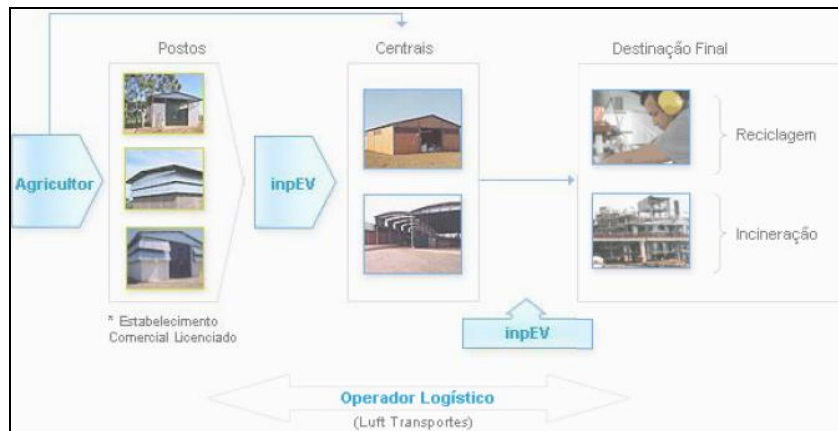 Postos
Centrais
Destinação Final
Agricultor
inpEV
Reciclagem
Incineração
* Estabelecimento
Comercial Licenciado
inpEV
Operador Logístico
(Luft Transportes)